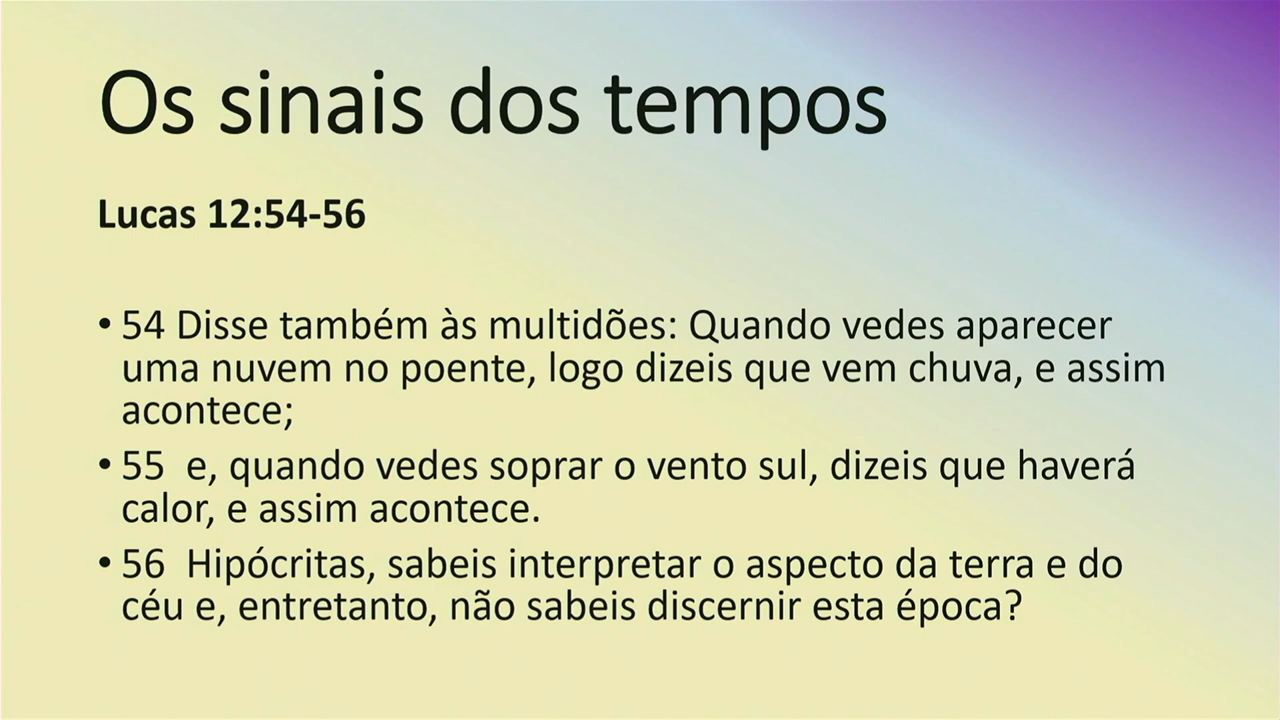 Os sinais dos tempos
Lucas 12:54-56
• 54 Disse também às multidões: Quando vedes aparecer
uma nuvem no poente, logo dizeis que vem chuva, e assim
acontece;
• 55  e, quando vedes soprar o vento sul, dizeis que haverá
calor, e assim acontece.
• 56  Hipócritas, sabeis interpretar o aspecto da terra e do
céu e, entretanto, não sabeis discernir esta época?